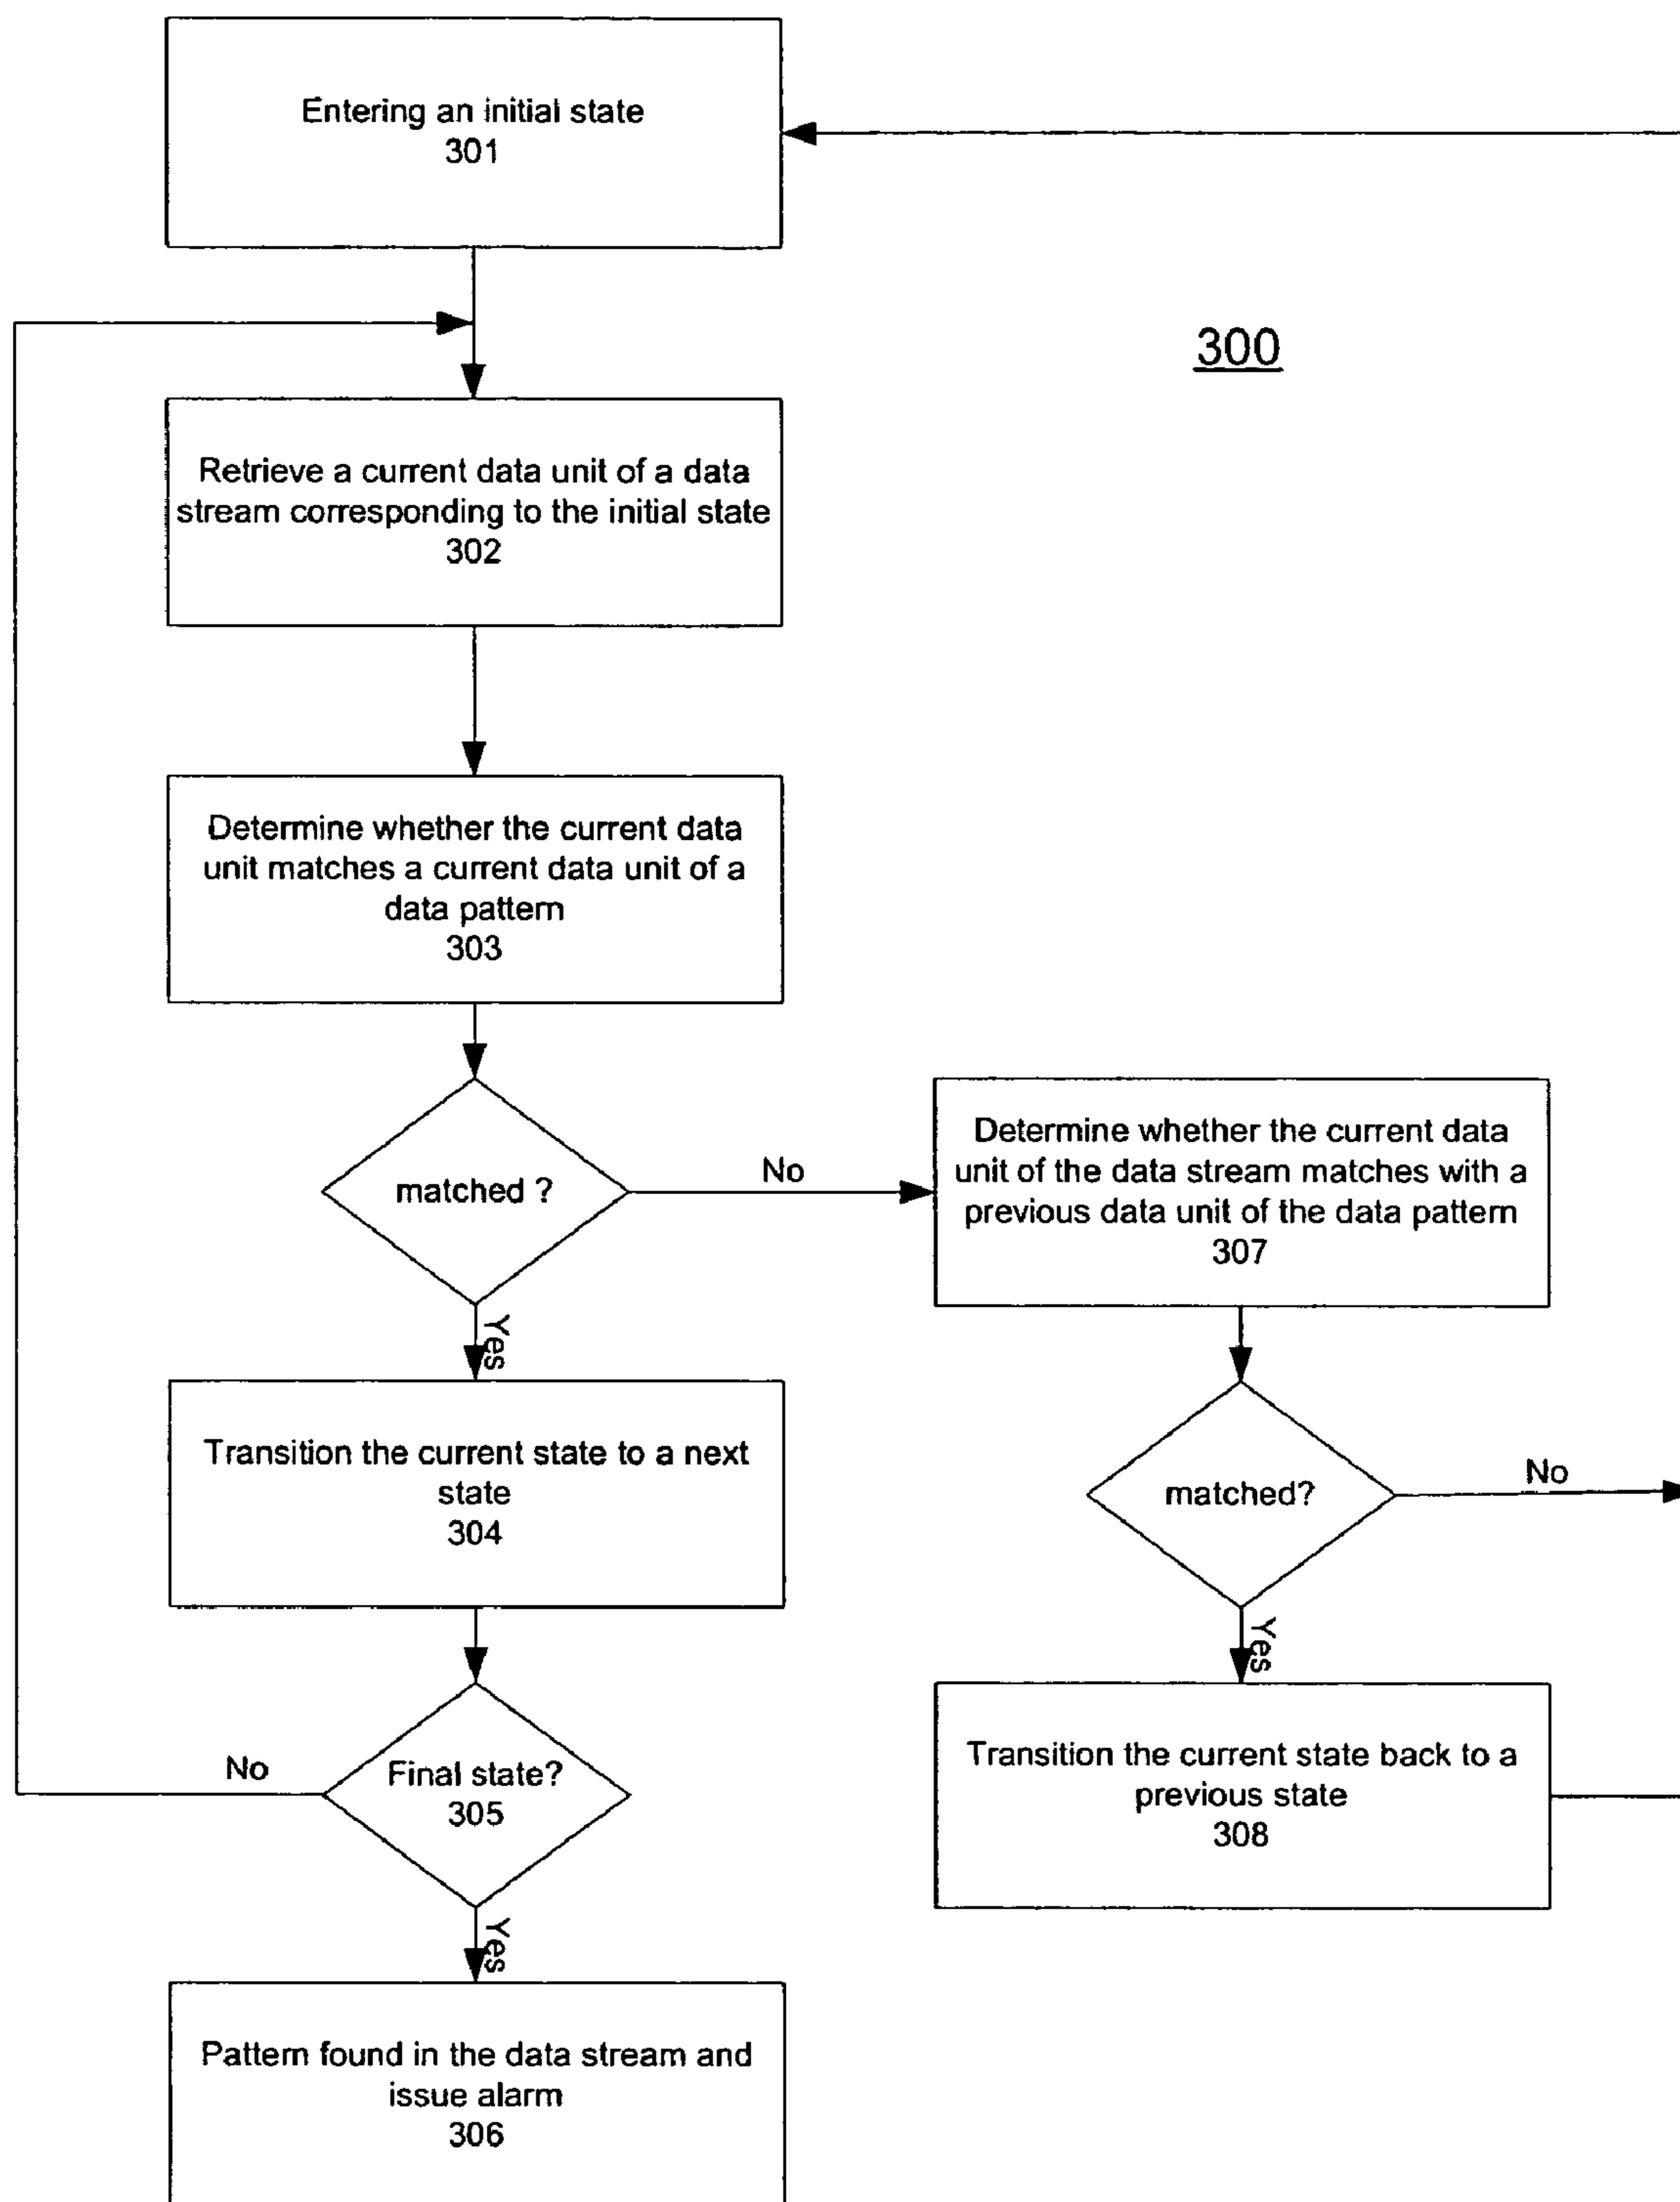 Entering an initial state
301
300
Retrieve a current data unit of a data
stream corresponding to the initial state
302
Determine whether the current data
unit matches a current data unit of a
data pattern
303
matched ?
No
Determine whether the current data
unit of the data stream matches with a
previous data unit of the data pattern
307
Yes
Transition the current state to a next
state
304
matched?
No
Yes
Final state?
305
No
Transition the current state back to a
previous state
308
Yes
Pattern found in the data stream and
issue alarm
306